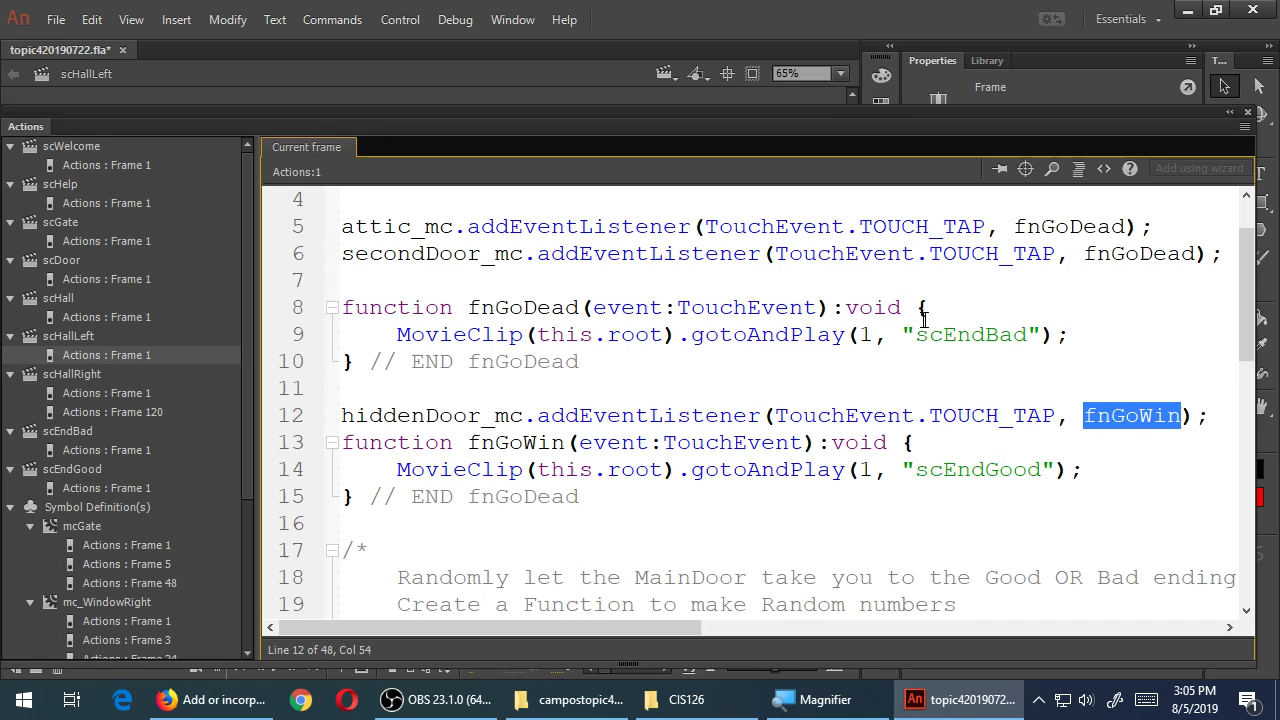 An File Edit View Insert Modify Text Commands Control Debug Window Help Essentials
topic420190722.fla* ×
scHallLeft 65% Properties Library T...
Frame
Actions
scWelcome Current frame
Actions : Frame 1 Actions:1 Add using wizard
scHelp
Actions : Frame 1
scGate
Actions : Frame 1
scDoor
Actions : Frame 1
scHall
Actions : Frame 1
scHallLeft
Actions : Frame 1
scHallRight
Actions : Frame 1
Actions : Frame 120
scEndBad
Actions : Frame 1
scEndGood
Actions : Frame 1
Symbol Definition(s)
mcGate
Actions : Frame 1
Actions : Frame 5
Actions : Frame 48
mc_WindowRight
Actions : Frame 1
Actions : Frame 3
4
5 attic_mc.addEventListener(TouchEvent.TOUCH_TAP, fnGoDead);
6 secondDoor_mc.addEventListener(TouchEvent.TOUCH_TAP, fnGoDead);
7
8 function fnGoDead(event:TouchEvent):void {
9 MovieClip(this.root).gotoAndPlay(1, "scEndBad");
10 } // END fnGoDead
11
12 hiddenDoor_mc.addEventListener(TouchEvent.TOUCH_TAP, fnGoWin);
13 function fnGoWin(event:TouchEvent):void {
14 MovieClip(this.root).gotoAndPlay(1, "scEndGood");
15 } // END fnGoDead
16
17 /*
18 Randomly let the MainDoor take you to the Good OR Bad ending
19 Create a Function to make Random numbers
Line 12 of 48, Col 54
Add or incorp... OBS 23.1.0 (64... campostopic4... CIS126 Magnifier An topic42019072... 3:05 PM
8/5/2019